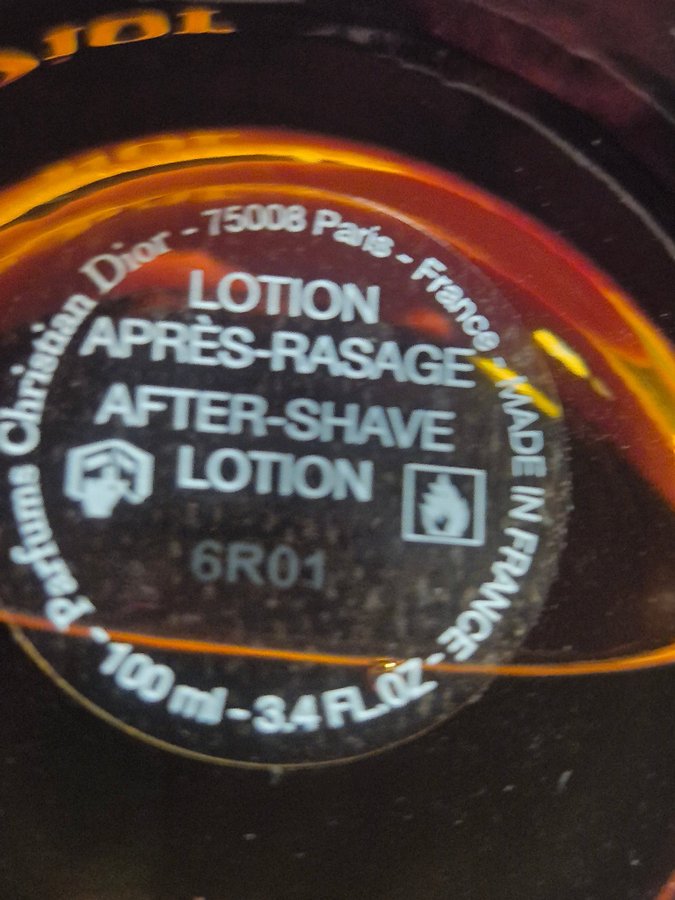 Parfums Christian Dior - 75008 Paris - France - MADE IN FRANCE - 100 ml - 3.4 FL.OZ -
LOTION
APRÈS-RASAGE
AFTER-SHAVE
LOTION
6R01